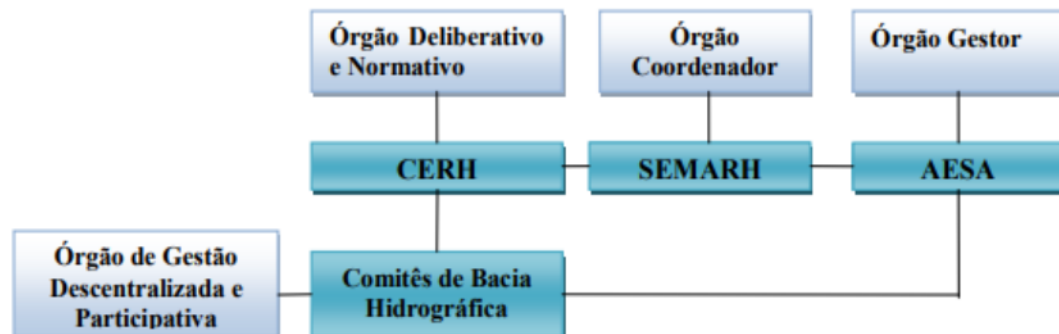 Órgão Deliberativo
e Normativo
Órgão
Coordenador
Órgão Gestor
CERH
SEMARH
AESA
Órgão de Gestão
Descentralizada e
Participativa
Comitês de Bacia
Hidrográfica